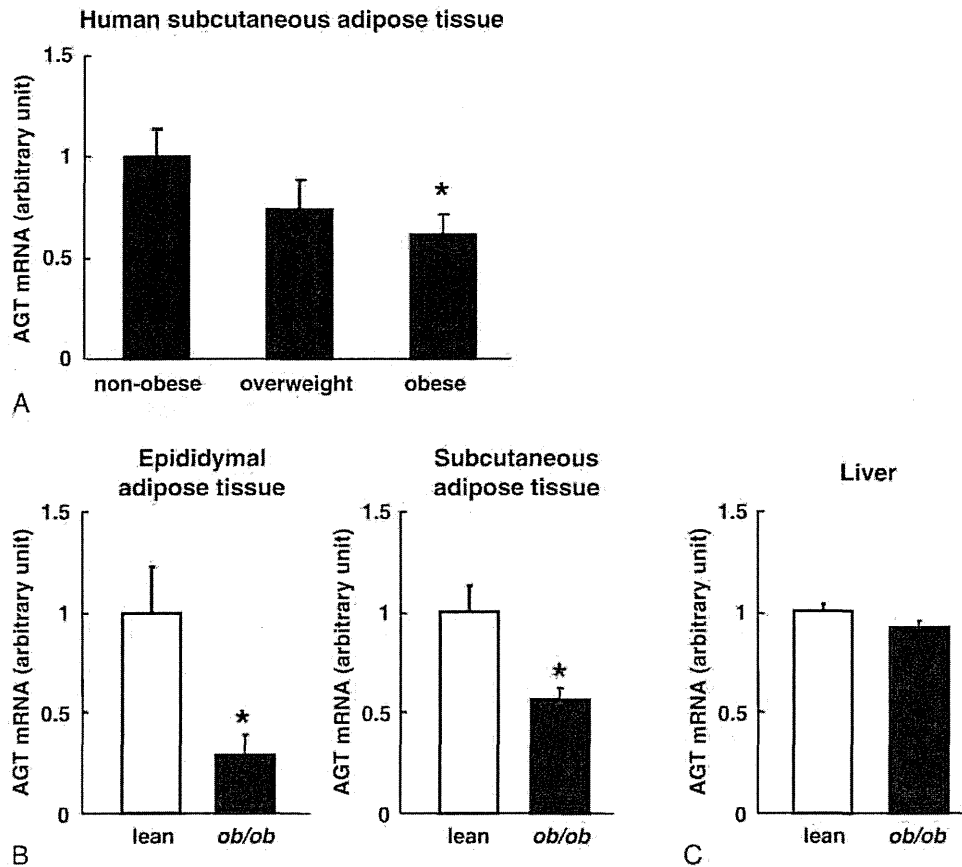 Human subcutaneous adipose tissue
AGT mRNA (arbitrary unit)
1.5
1
0.5
0
*
non-obese overweight obese
A
Epididymal
adipose tissue
AGT mRNA (arbitrary unit)
1.5
1
0.5
0
*
lean ob/ob
B
Subcutaneous
adipose tissue
AGT mRNA (arbitrary unit)
1.5
1
0.5
0
*
lean ob/ob
Liver
AGT mRNA (arbitrary unit)
1.5
1
0.5
0
lean ob/ob
C